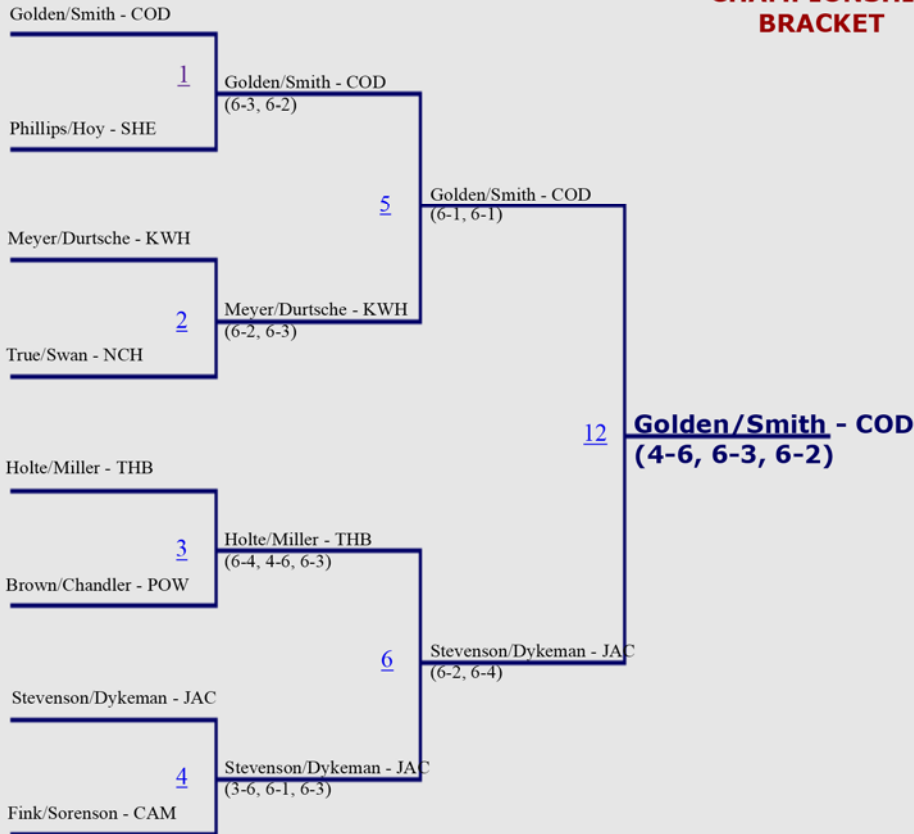 BRACKET
Golden/Smith - COD
1
Golden/Smith - COD
(6-3, 6-2)
Phillips/Hoy - SHE
5
Golden/Smith - COD
(6-1, 6-1)
Meyer/Durtsche - KWH
2
Meyer/Durtsche - KWH
(6-2, 6-3)
True/Swan - NCH
12
Golden/Smith - COD
(4-6, 6-3, 6-2)
Holte/Miller - THB
3
Holte/Miller - THB
(6-4, 4-6, 6-3)
Brown/Chandler - POW
6
Stevenson/Dykeman - JAC
(6-2, 6-4)
Stevenson/Dykeman - JAC
4
Stevenson/Dykeman - JAC
(3-6, 6-1, 6-3)
Fink/Sorenson - CAM